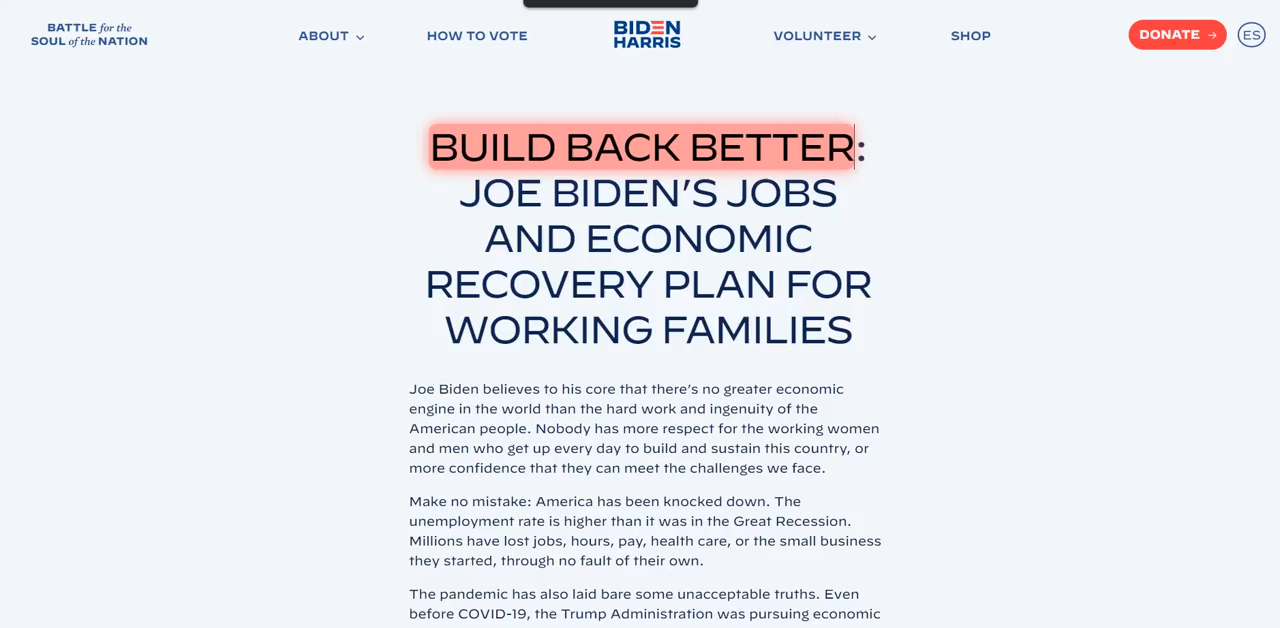 BATTLE for the
SOUL of the NATION
ABOUT
HOW TO VOTE
BIDEN
HARRIS
VOLUNTEER
SHOP
DONATE →
ES
BUILD BACK BETTER:
JOE BIDEN’S JOBS
AND ECONOMIC
RECOVERY PLAN FOR
WORKING FAMILIES
Joe Biden believes to his core that there’s no greater economic
engine in the world than the hard work and ingenuity of the
American people. Nobody has more respect for the working women
and men who get up every day to build and sustain this country, or
more confidence that they can meet the challenges we face.
Make no mistake: America has been knocked down. The
unemployment rate is higher than it was in the Great Recession.
Millions have lost jobs, hours, pay, health care, or the small business
they started, through no fault of their own.
The pandemic has also laid bare some unacceptable truths. Even
before COVID-19, the Trump Administration was pursuing economic